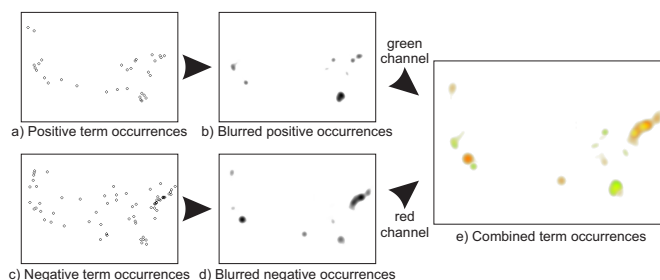 a) Positive term occurrences
b) Blurred positive occurrences
green
channel
c) Negative term occurrences
d) Blurred negative occurrences
red
channel
e) Combined term occurrences